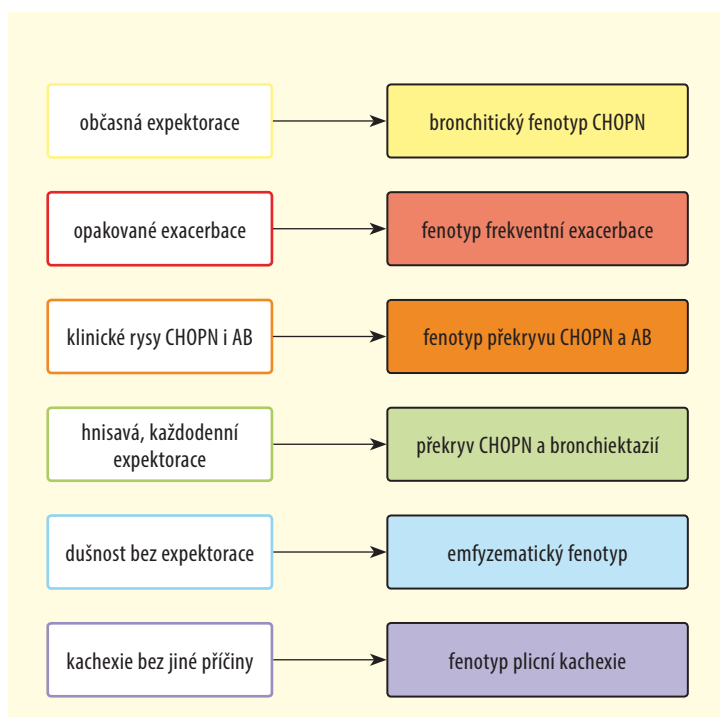 občasná expektorace
bronchitický fenotyp CHOPN
opakované exacerbace
fenotyp frekventní exacerbace
klinické rysy CHOPN i AB
fenotyp překryvu CHOPN a AB
hnisavá, každodenní
expektorace
překryv CHOPN a bronchiektazií
dušnost bez expektorace
emfyzematický fenotyp
kachexie bez jiné příčiny
fenotyp plicní kachexie